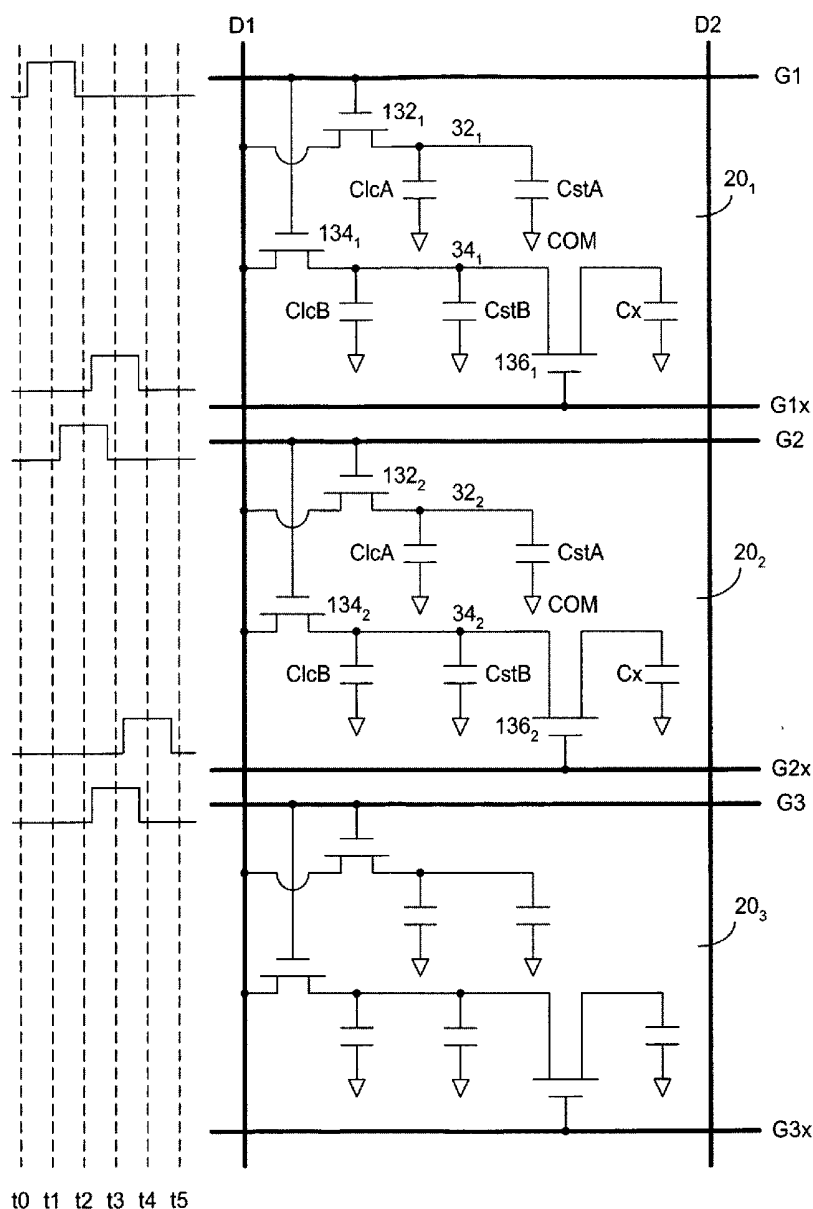 D1 D2
G1
132₁ 32₁
20₁
ClcA CstA
134₁ 34₁ COM
ClcB CstB Cx
136₁
G1x
G2
132₂ 32₂
ClcA CstA
20₂
134₂ 34₂ COM
ClcB CstB Cx
136₂
G2x
G3
20₃
G3x
t0 t1 t2 t3 t4 t5